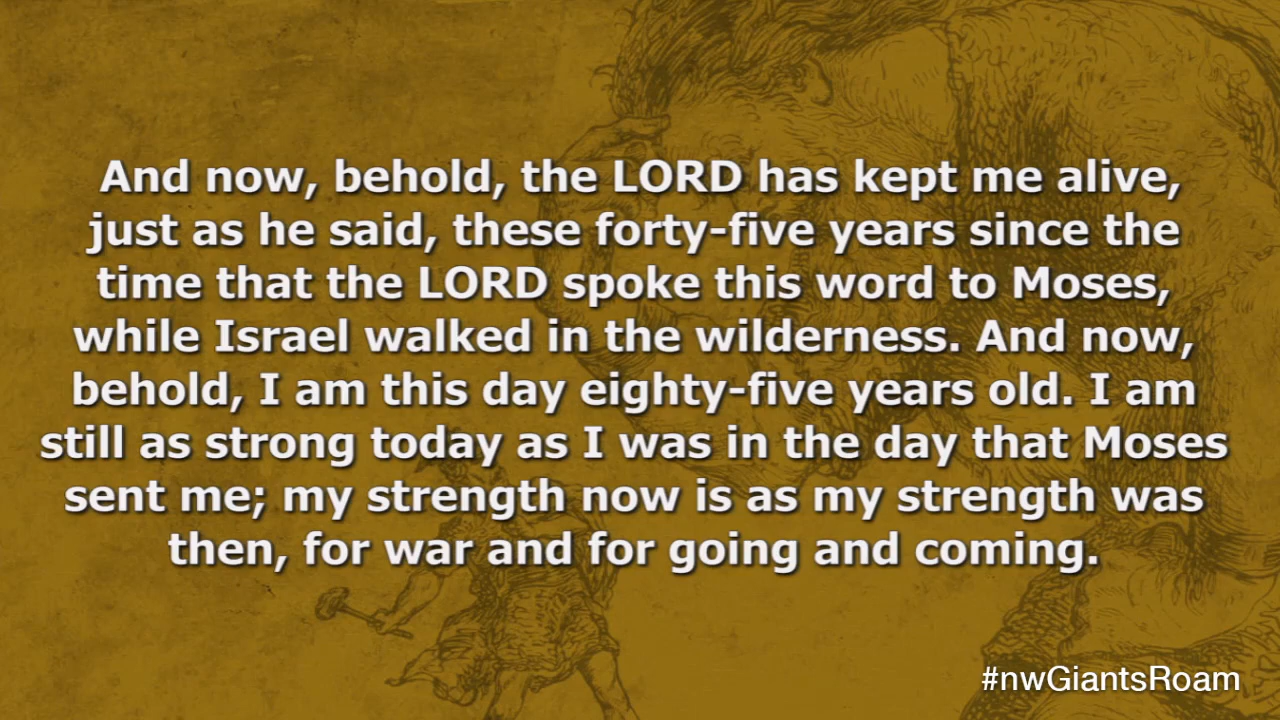 And now, behold, the LORD has kept me alive,
just as he said, these forty-five years since the
time that the LORD spoke this word to Moses,
while Israel walked in the wilderness. And now,
behold, I am this day eighty-five years old. I am
still as strong today as I was in the day that Moses
sent me; my strength now is as my strength was
then, for war and for going and coming.
#nwGiantsRoam